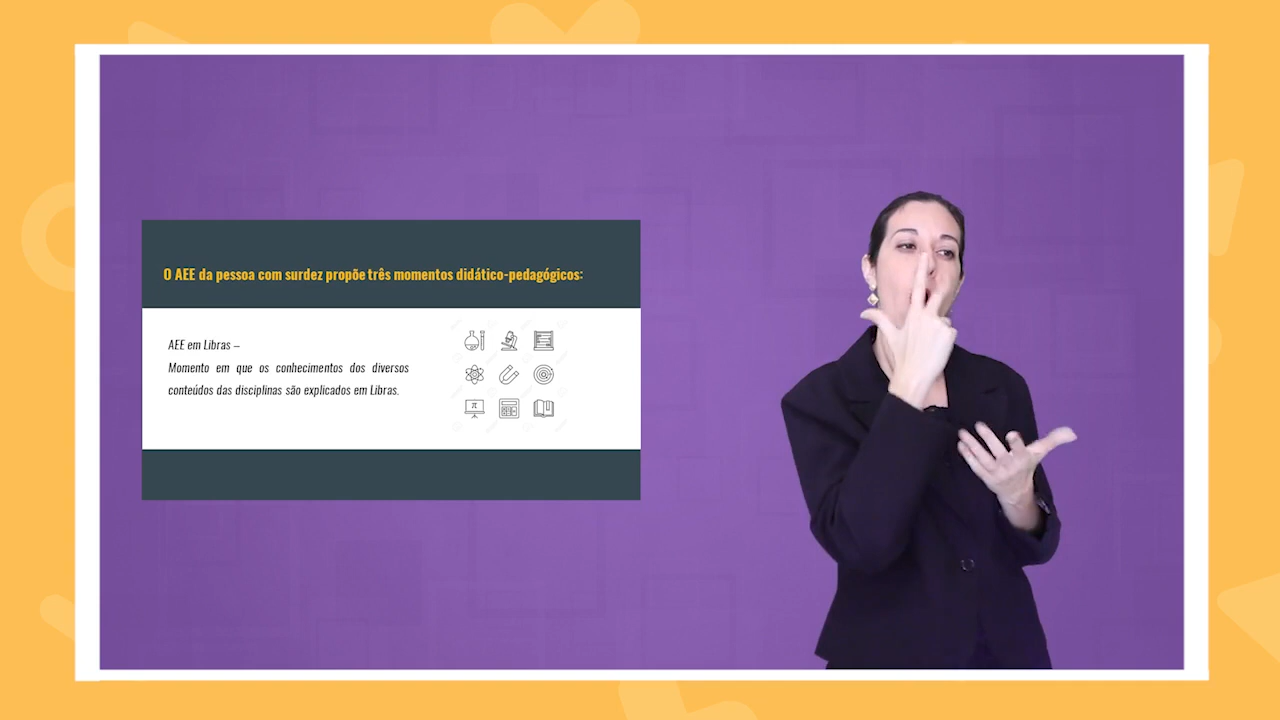 O AEE da pessoa com surdez propõe três momentos didático-pedagógicos:
AEE em Libras –
Momento em que os conhecimentos dos diversos
conteúdos das disciplinas são explicados em Libras.
π